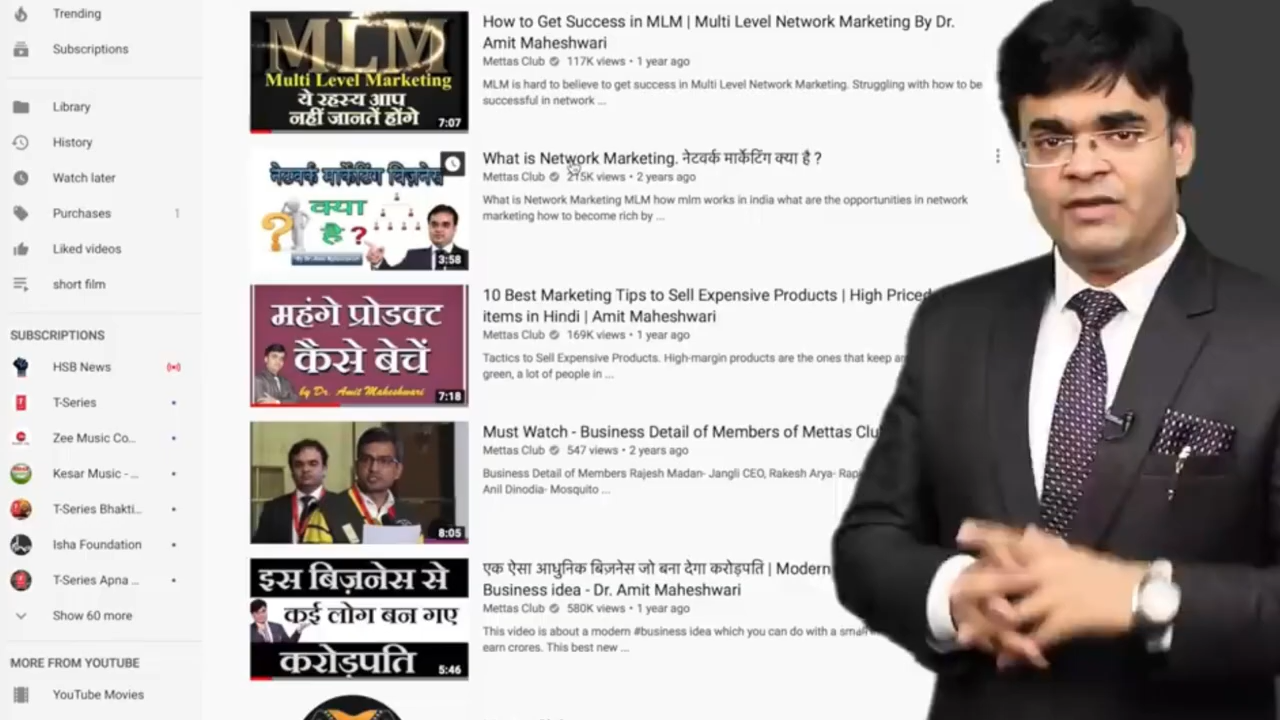 Trending
Subscriptions
Library
History
Watch later
Purchases 1
Liked videos
short film
SUBSCRIPTIONS
HSB News
T-Series
Zee Music Co...
Kesar Music - ...
T-Series Bhakti...
Isha Foundation
T-Series Apna ...
Show 60 more
MORE FROM YOUTUBE
YouTube Movies
MLM
Multi Level Marketing
ये रहस्य आप
नहीं जानतें होंगे
7:07
How to Get Success in MLM | Multi Level Network Marketing By Dr.
Amit Maheshwari
Mettas Club 117K views • 1 year ago
MLM is hard to believe to get success in Multi Level Network Marketing. Struggling with how to be
successful in network ...
नेटवर्क मार्केटिंग बिज़नेस
क्या
है ?
3:58
What is Network Marketing. नेटवर्क मार्केटिंग क्या है ?
Mettas Club 215K views • 2 years ago
What is Network Marketing MLM how mlm works in india what are the opportunities in network
marketing how to become rich by ...
महंगे प्रोडक्ट
कैसे बेचें
by Dr. Amit Maheshwari
7:18
10 Best Marketing Tips to Sell Expensive Products | High Priced
items in Hindi | Amit Maheshwari
Mettas Club 169K views • 1 year ago
Tactics to Sell Expensive Products. High-margin products are the ones that keep
green, a lot of people in ...
8:05
Must Watch - Business Detail of Members of Mettas
Mettas Club 547 views • 2 years ago
Business Detail of Members Rajesh Madan- Jangli CEO, Rakesh Arya-
Anil Dinodia- Mosquito ...
इस बिज़नेस से
कई लोग बन गए
करोड़पति
5:46
एक ऐसा आधुनिक बिज़नेस जो बना देगा करोड़पति | Modern
Business idea - Dr. Amit Maheshwari
Mettas Club 580K views • 1 year ago
This video is about a modern #business idea which you can do with a
earn crores. This best new ...